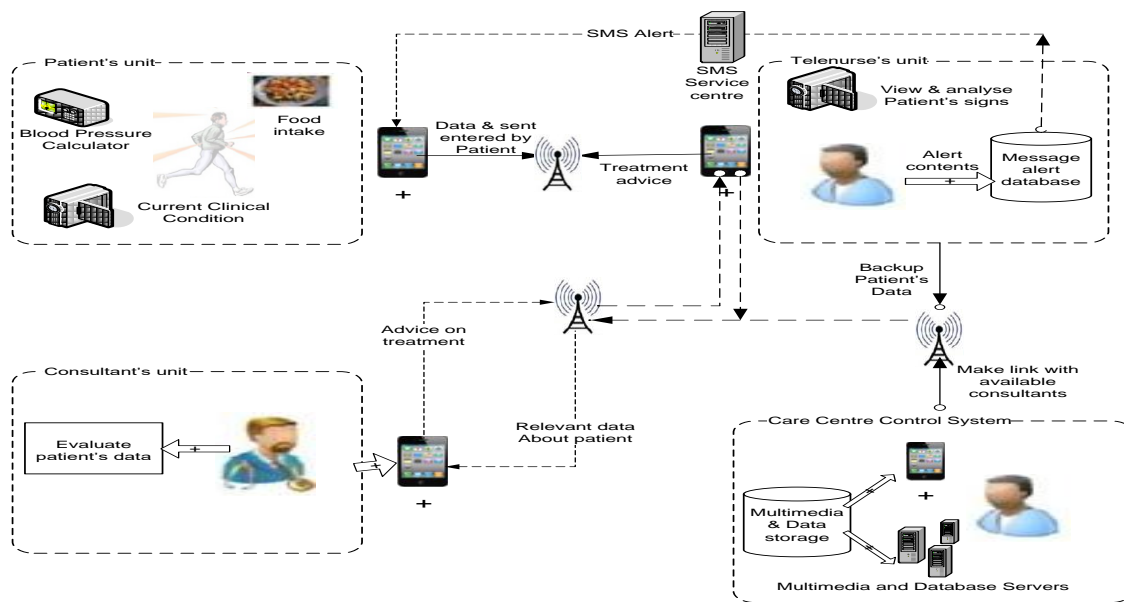 SMS Alert
SMS
Service
centre
Patient's unit
Food
intake
Blood Pressure
Calculator
Current Clinical
Condition
Data & sent
entered by
Patient
Treatment
advice
Telenurse's unit
View & analyse
Patient's signs
Alert
contents
Message
alert
database
Backup
Patient's
Data
Advice on
treatment
Make link with
available
consultants
Consultant's unit
Evaluate
patient's data
Relevant data
About patient
Care Centre Control System
Multimedia
& Data
storage
Multimedia and Database Servers